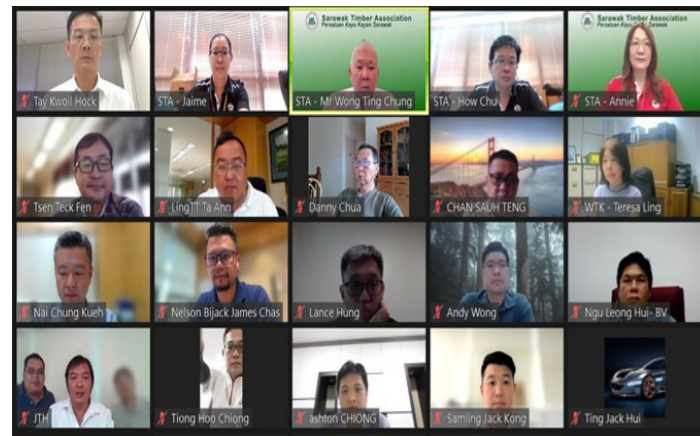 Sarawak Timber Association
Persatuan Kayu Kayan Sarawak
Sarawak Timber Association
Persatuan Kayu Sarawak
Tay Kwoil Hock
STA - Jaime
STA - Mr Wong Ting Chung
STA - How Chu
STA - Annie
Tsen Teck Fen
LingTT Ta Ann
Danny Chua
CHAN SAUH TENG
WTK - Teresa Ling
Nai Chung Kueh
Nelson Bijack James Chas
Lance Hung
Andy Wong
Ngu Leong Hui- BV
JTH
Tiong Hoo Chiong
ashton CHIONG
Samling Jack Kong
Ting Jack Hui